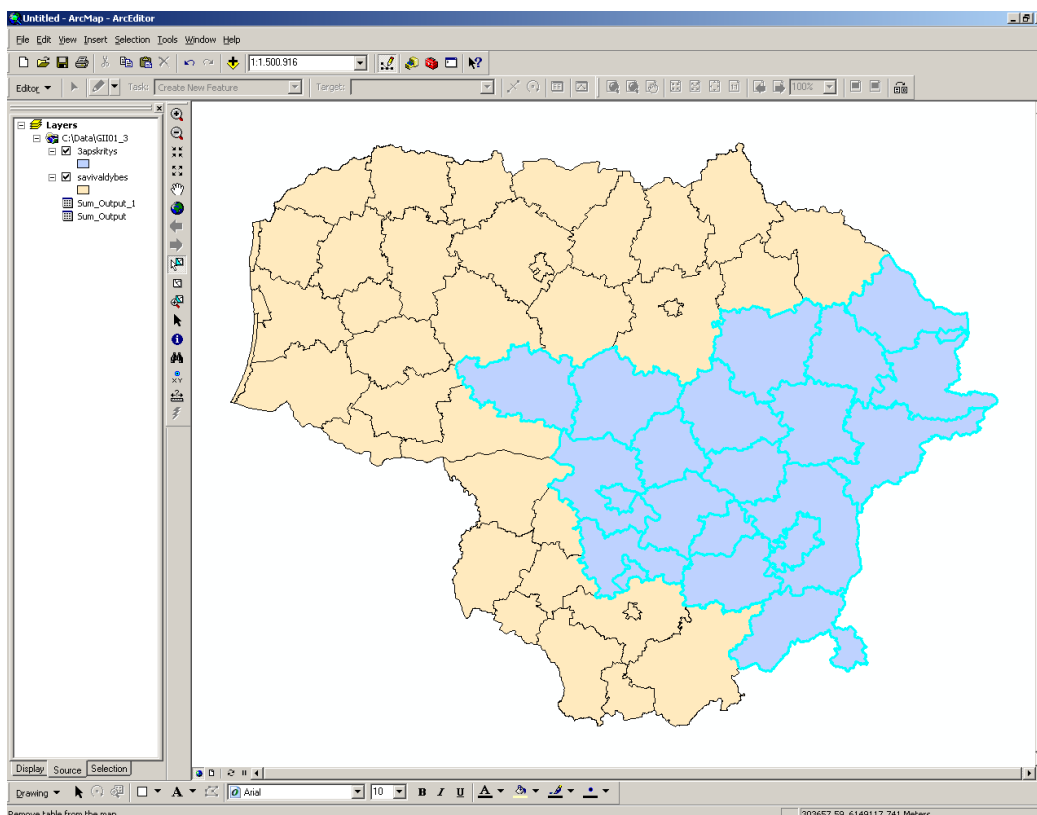 Untitled - ArcMap - ArcEditor
File Edit View Insert Selection Tools Window Help
1:1.500.916
Editor Task: Create New Feature Target: 100%
Layers
C:\Data\GII01_3
3apskritys
savivaldybes
Sum_Output_1
Sum_Output
XY
Display Source Selection
Drawing A Arial 10 B I U A
Remove table from the map 303657,59 6149117,741 Meters